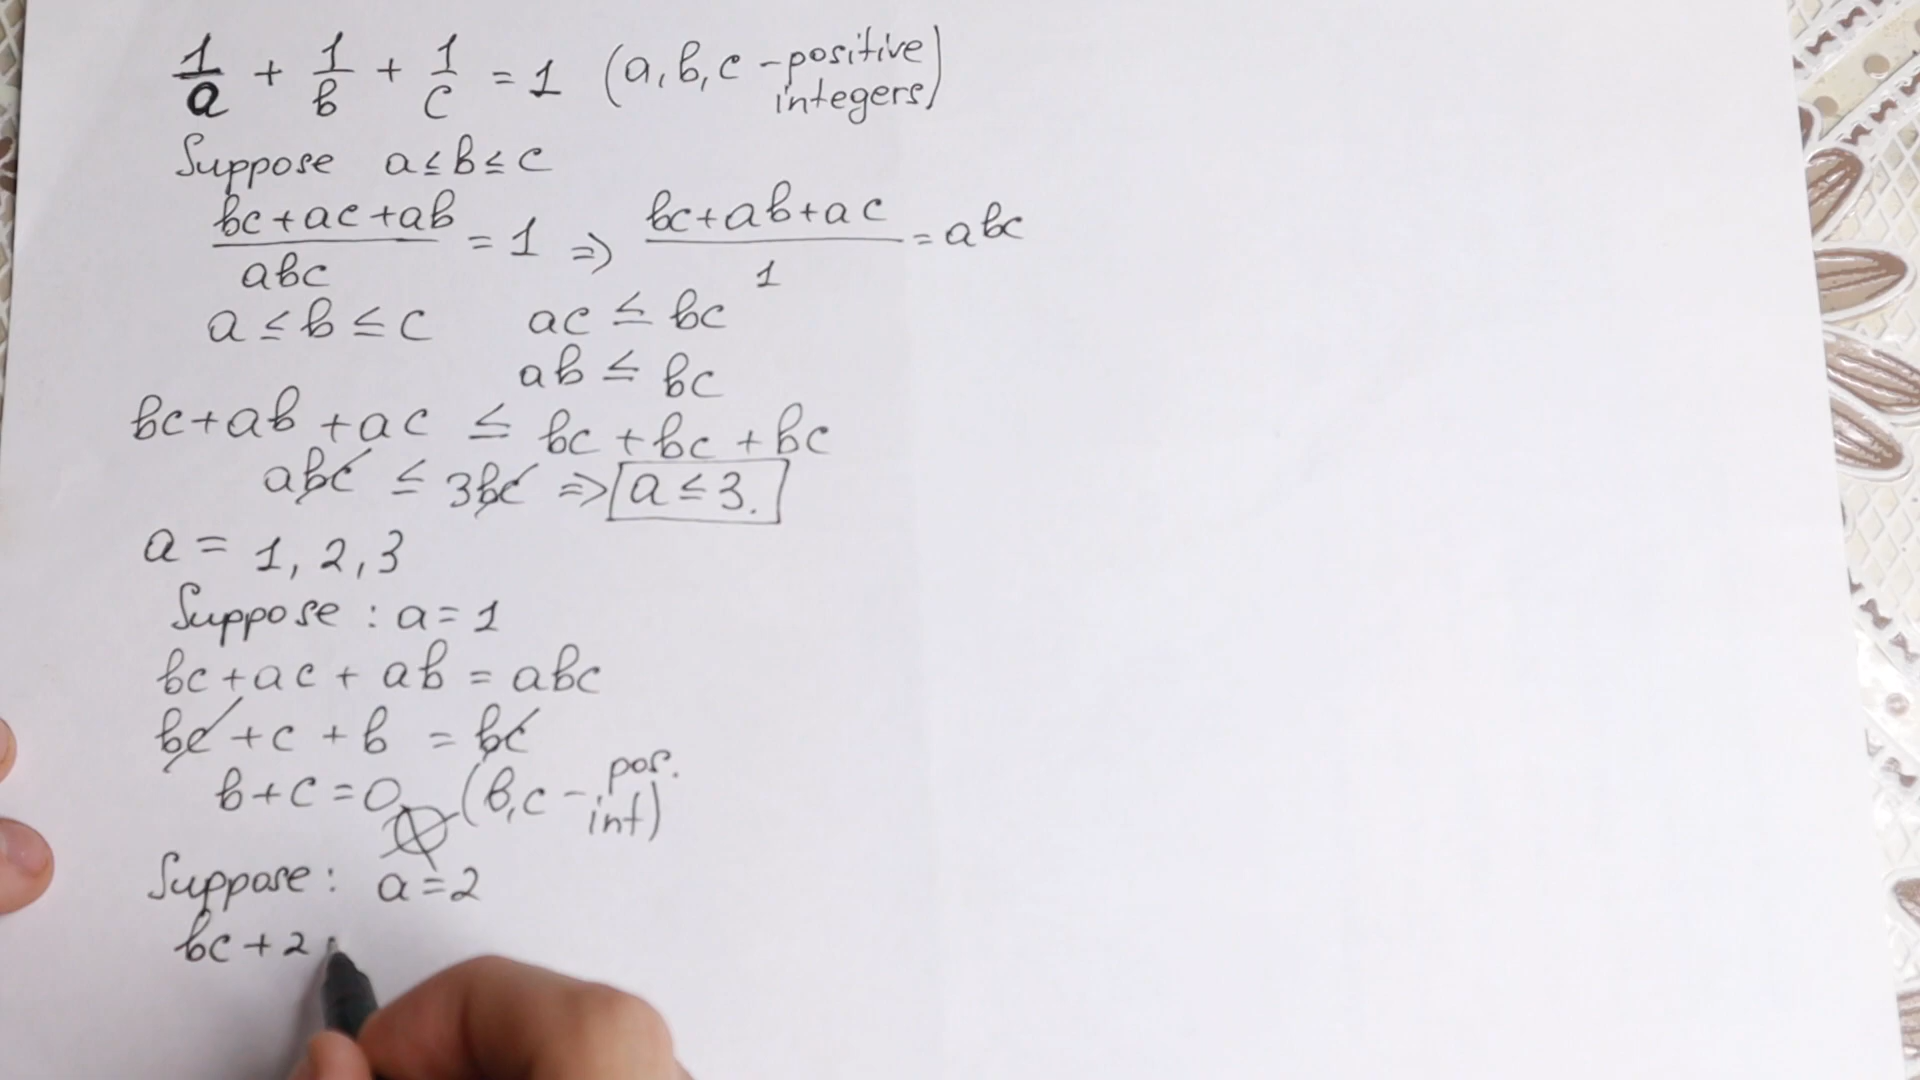 1/a + 1/b + 1/c = 1 (a, b, c - positive integers)
Suppose a ≤ b ≤ c
(bc + ac + ab)/abc = 1 ⇒ (bc + ab + ac)/1 = abc
a ≤ b ≤ c ac ≤ bc
ab ≤ bc
bc + ab + ac ≤ bc + bc + bc
abc ≤ 3bc ⇒ a ≤ 3.
a = 1, 2, 3
Suppose : a = 1
bc + ac + ab = abc
bc + c + b = bc
b + c = 0 (b, c - pos. int)
Suppose : a = 2
bc + 2